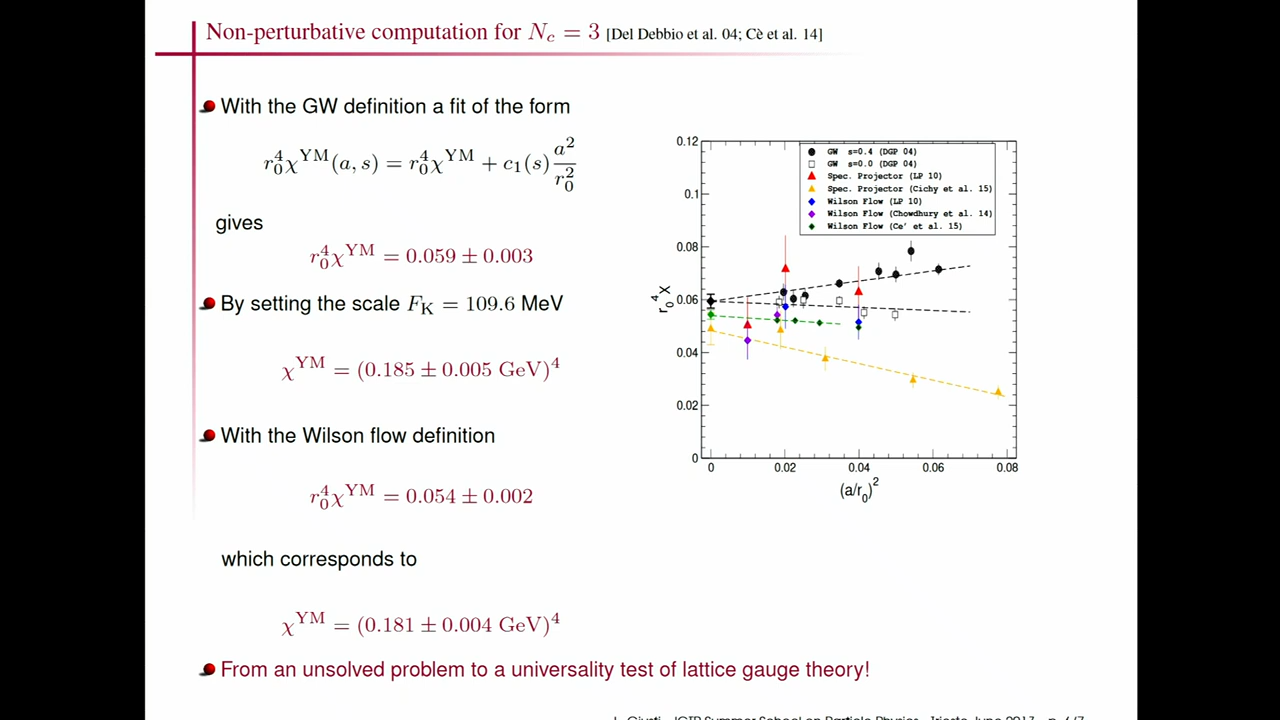 Non-perturbative computation for N_c = 3 [Del Debbio et al. 04; Cè et al. 14]
With the GW definition a fit of the form
r_0^4 χ^YM(a, s) = r_0^4 χ^YM + c_1(s) a^2/r_0^2
gives
r_0^4 χ^YM = 0.059 ± 0.003
By setting the scale F_K = 109.6 MeV
χ^YM = (0.185 ± 0.005 GeV)^4
With the Wilson flow definition
r_0^4 χ^YM = 0.054 ± 0.002
which corresponds to
χ^YM = (0.181 ± 0.004 GeV)^4
From an unsolved problem to a universality test of lattice gauge theory!
GW s=0.4 (DGP 04)
GW s=0.0 (DGP 04)
Spec. Projector (LP 10)
Spec. Projector (Cichy et al. 15)
Wilson Flow (LP 10)
Wilson Flow (Chowdhury et al. 14)
Wilson Flow (Ce' et al. 15)
0.12
0.1
0.08
0.06
0.04
0.02
0
r_0^4 χ
0 0.02 0.04 0.06 0.08
(a/r_0)^2